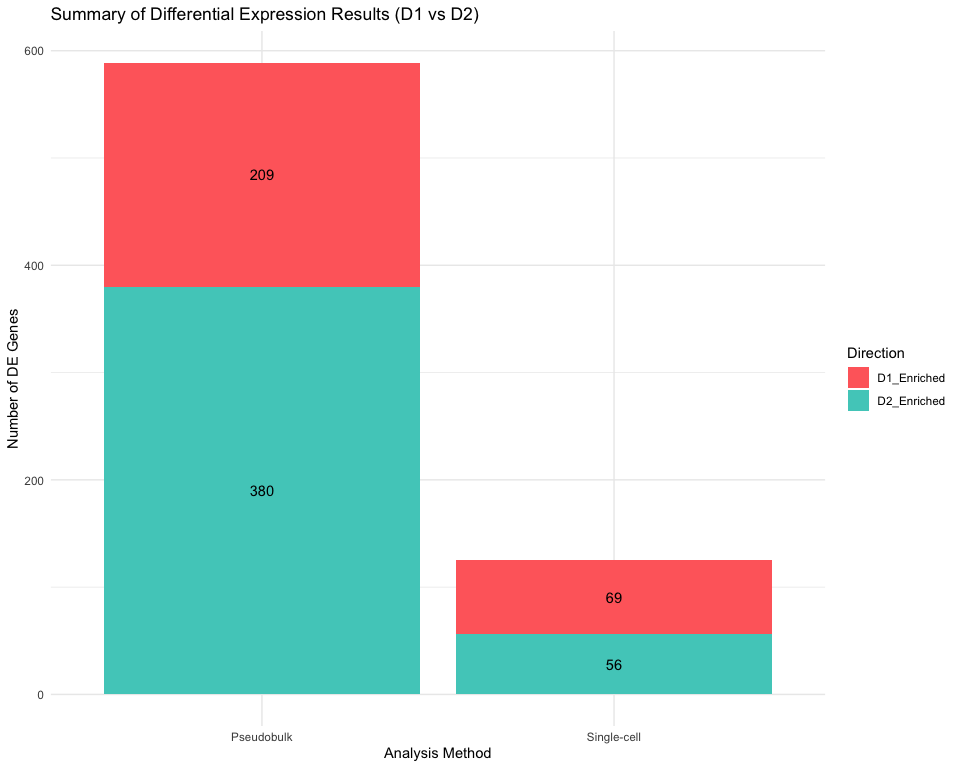 Summary of Differential Expression Results (D1 vs D2)
600
400
200
0
Number of DE Genes
209
380
69
56
Pseudobulk
Single-cell
Analysis Method
Direction
D1_Enriched
D2_Enriched